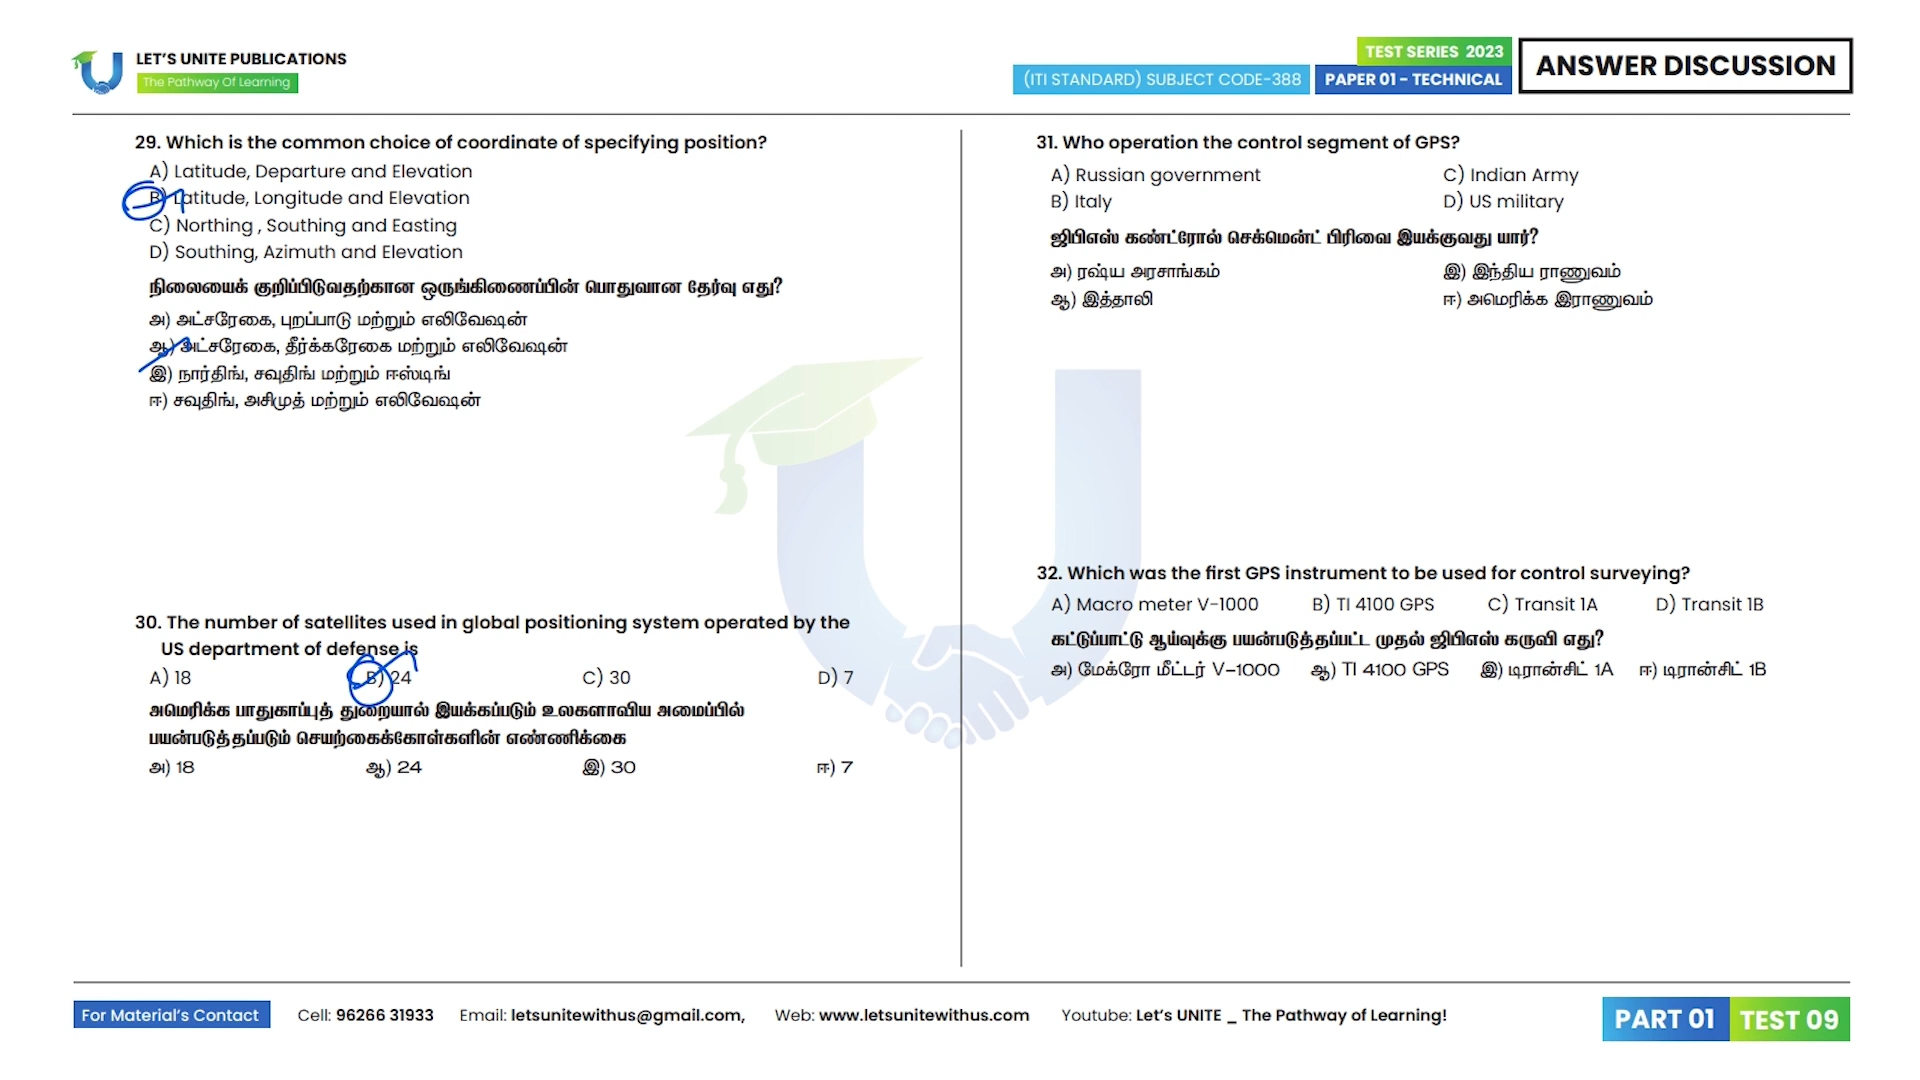 LET'S UNITE PUBLICATIONS
The Pathway Of Learning
TEST SERIES 2023
(ITI STANDARD) SUBJECT CODE-388
PAPER 01 - TECHNICAL
ANSWER DISCUSSION
29. Which is the common choice of coordinate of specifying position?
A) Latitude, Departure and Elevation
B) Latitude, Longitude and Elevation
C) Northing , Southing and Easting
D) Southing, Azimuth and Elevation
நிலையைக் குறிப்பிடுவதற்கான ஒருங்கிணைப்பின் பொதுவான தேர்வு எது?
அ) அட்சரேகை, புறப்பாடு மற்றும் எலிவேஷன்
ஆ) அட்சரேகை, தீர்க்கரேகை மற்றும் எலிவேஷன்
இ) நார்திங், சவுதிங் மற்றும் ஈஸ்டிங்
ஈ) சவுதிங், அசிமுத் மற்றும் எலிவேஷன்
30. The number of satellites used in global positioning system operated by the
US department of defense is
A) 18 B) 24 C) 30 D) 7
அமெரிக்க பாதுகாப்புத் துறையால் இயக்கப்படும் உலகளாவிய அமைப்பில்
பயன்படுத்தப்படும் செயற்கைக்கோள்களின் எண்ணிக்கை
அ) 18 ஆ) 24 இ) 30 ஈ) 7
31. Who operation the control segment of GPS?
A) Russian government C) Indian Army
B) Italy D) US military
ஜிபிஎஸ் கண்ட்ரோல் செக்மென்ட் பிரிவை இயக்குவது யார்?
அ) ரஷ்ய அரசாங்கம் இ) இந்திய ராணுவம்
ஆ) இத்தாலி ஈ) அமெரிக்க இராணுவம்
32. Which was the first GPS instrument to be used for control surveying?
A) Macro meter V-1000 B) TI 4100 GPS C) Transit 1A D) Transit 1B
கட்டுப்பாட்டு ஆய்வுக்கு பயன்படுத்தப்பட்ட முதல் ஜிபிஎஸ் கருவி எது?
அ) மேக்ரோ மீட்டர் V-1000 ஆ) TI 4100 GPS இ) டிரான்சிட் 1A ஈ) டிரான்சிட் 1B
For Material's Contact
Cell: 96266 31933 Email: letsunitewithus@gmail.com, Web: www.letsunitewithus.com Youtube: Let's UNITE _ The Pathway of Learning!
PART 01 TEST 09